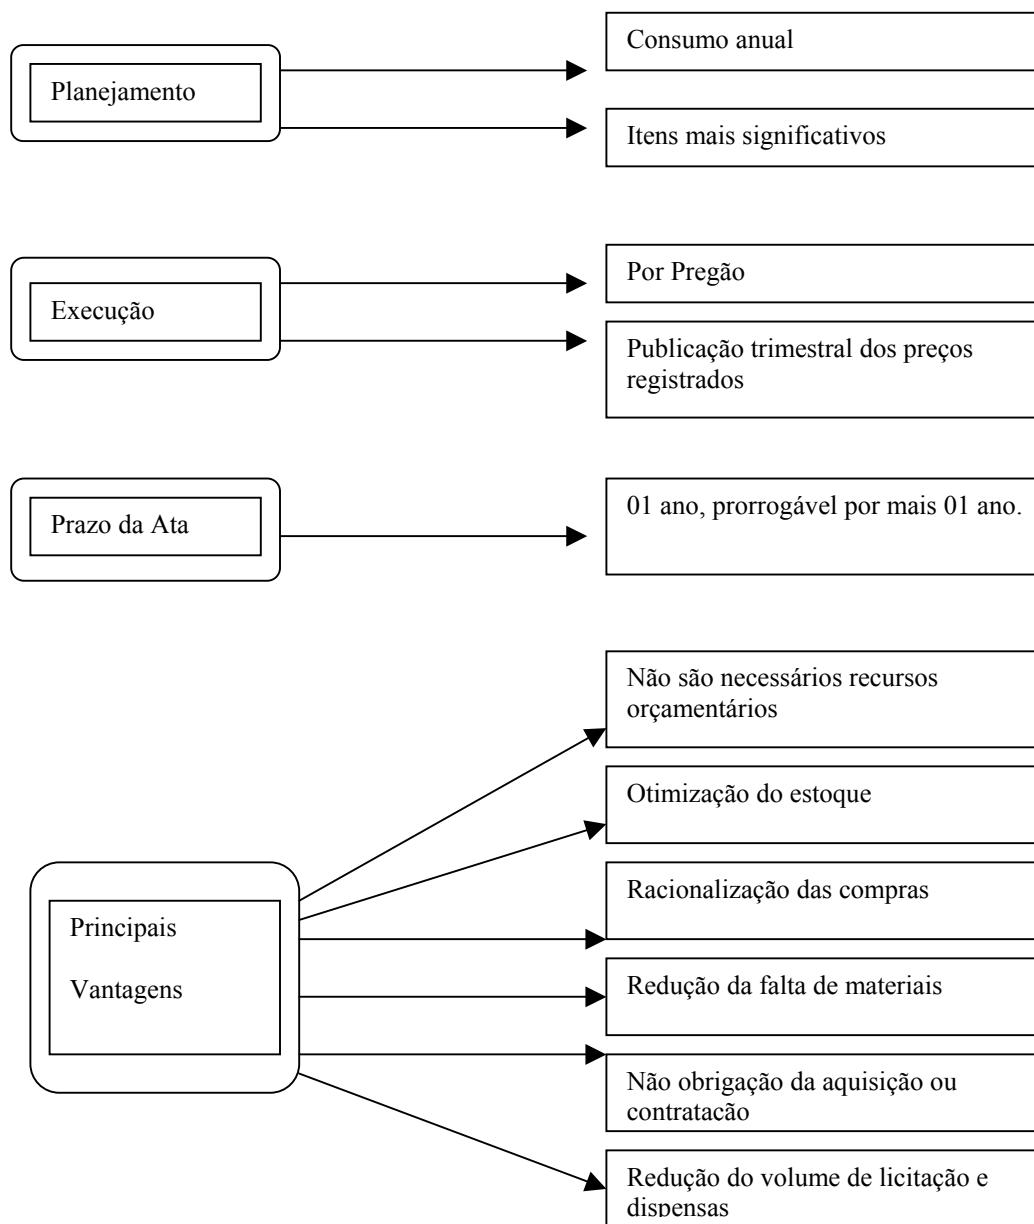 Planejamento
Consumo anual
Itens mais significativos
Execução
Por Pregão
Publicação trimestral dos preços
registrados
Prazo da Ata
01 ano, prorrogável por mais 01 ano.
Principais
Vantagens
Não são necessários recursos
orçamentários
Otimização do estoque
Racionalização das compras
Redução da falta de materiais
Não obrigação da aquisição ou
contratacão
Redução do volume de licitação e
dispensas